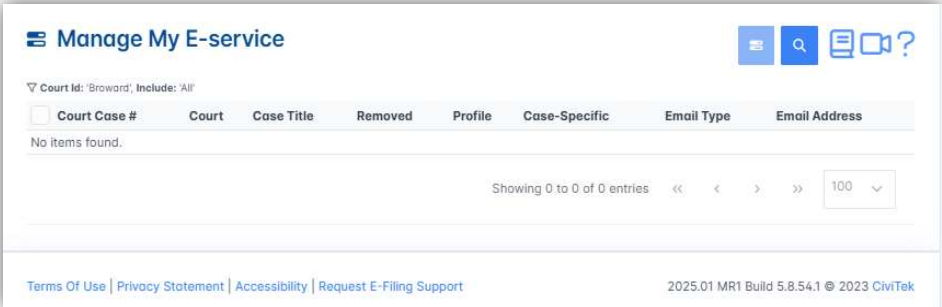 Manage My E-service
Court Id: 'Broward', Include: 'All'
Court Case # Court Case Title Removed Profile Case-Specific Email Type Email Address
No items found.
Showing 0 to 0 of 0 entries « ‹ › » 100
Terms Of Use | Privacy Statement | Accessibility | Request E-Filing Support 2025.01 MR1 Build 5.8.54.1 © 2023 CiviTek